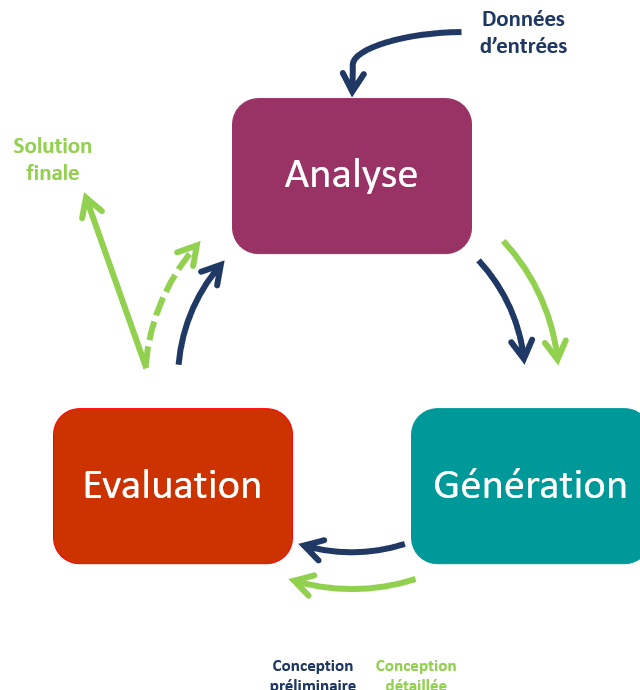 Données
d’entrées
Analyse
Solution
finale
Evaluation
Génération
Conception
préliminaire
Conception
détaillée